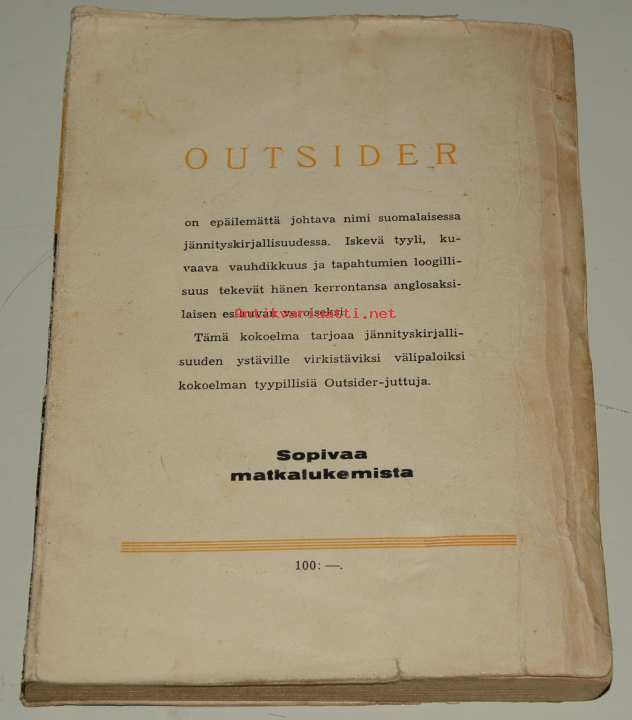 OUTSIDER
on epäilemättä johtava nimi suomalaisessa
jännityskirjallisuudessa. Iskevä tyyli, ku-
vaava vauhdikkuus ja tapahtumien loogilli-
suus tekevät hänen kerrontansa anglosaksi-
laisen esikuvan veroiseksi.
Antikvariaatti.net
Tämä kokoelma tarjoaa jännityskirjalli-
suuden ystäville virkistäviksi välipaloiksi
kokoelman tyypillisiä Outsider-juttuja.
Sopivaa
matkalukemista
100: —.